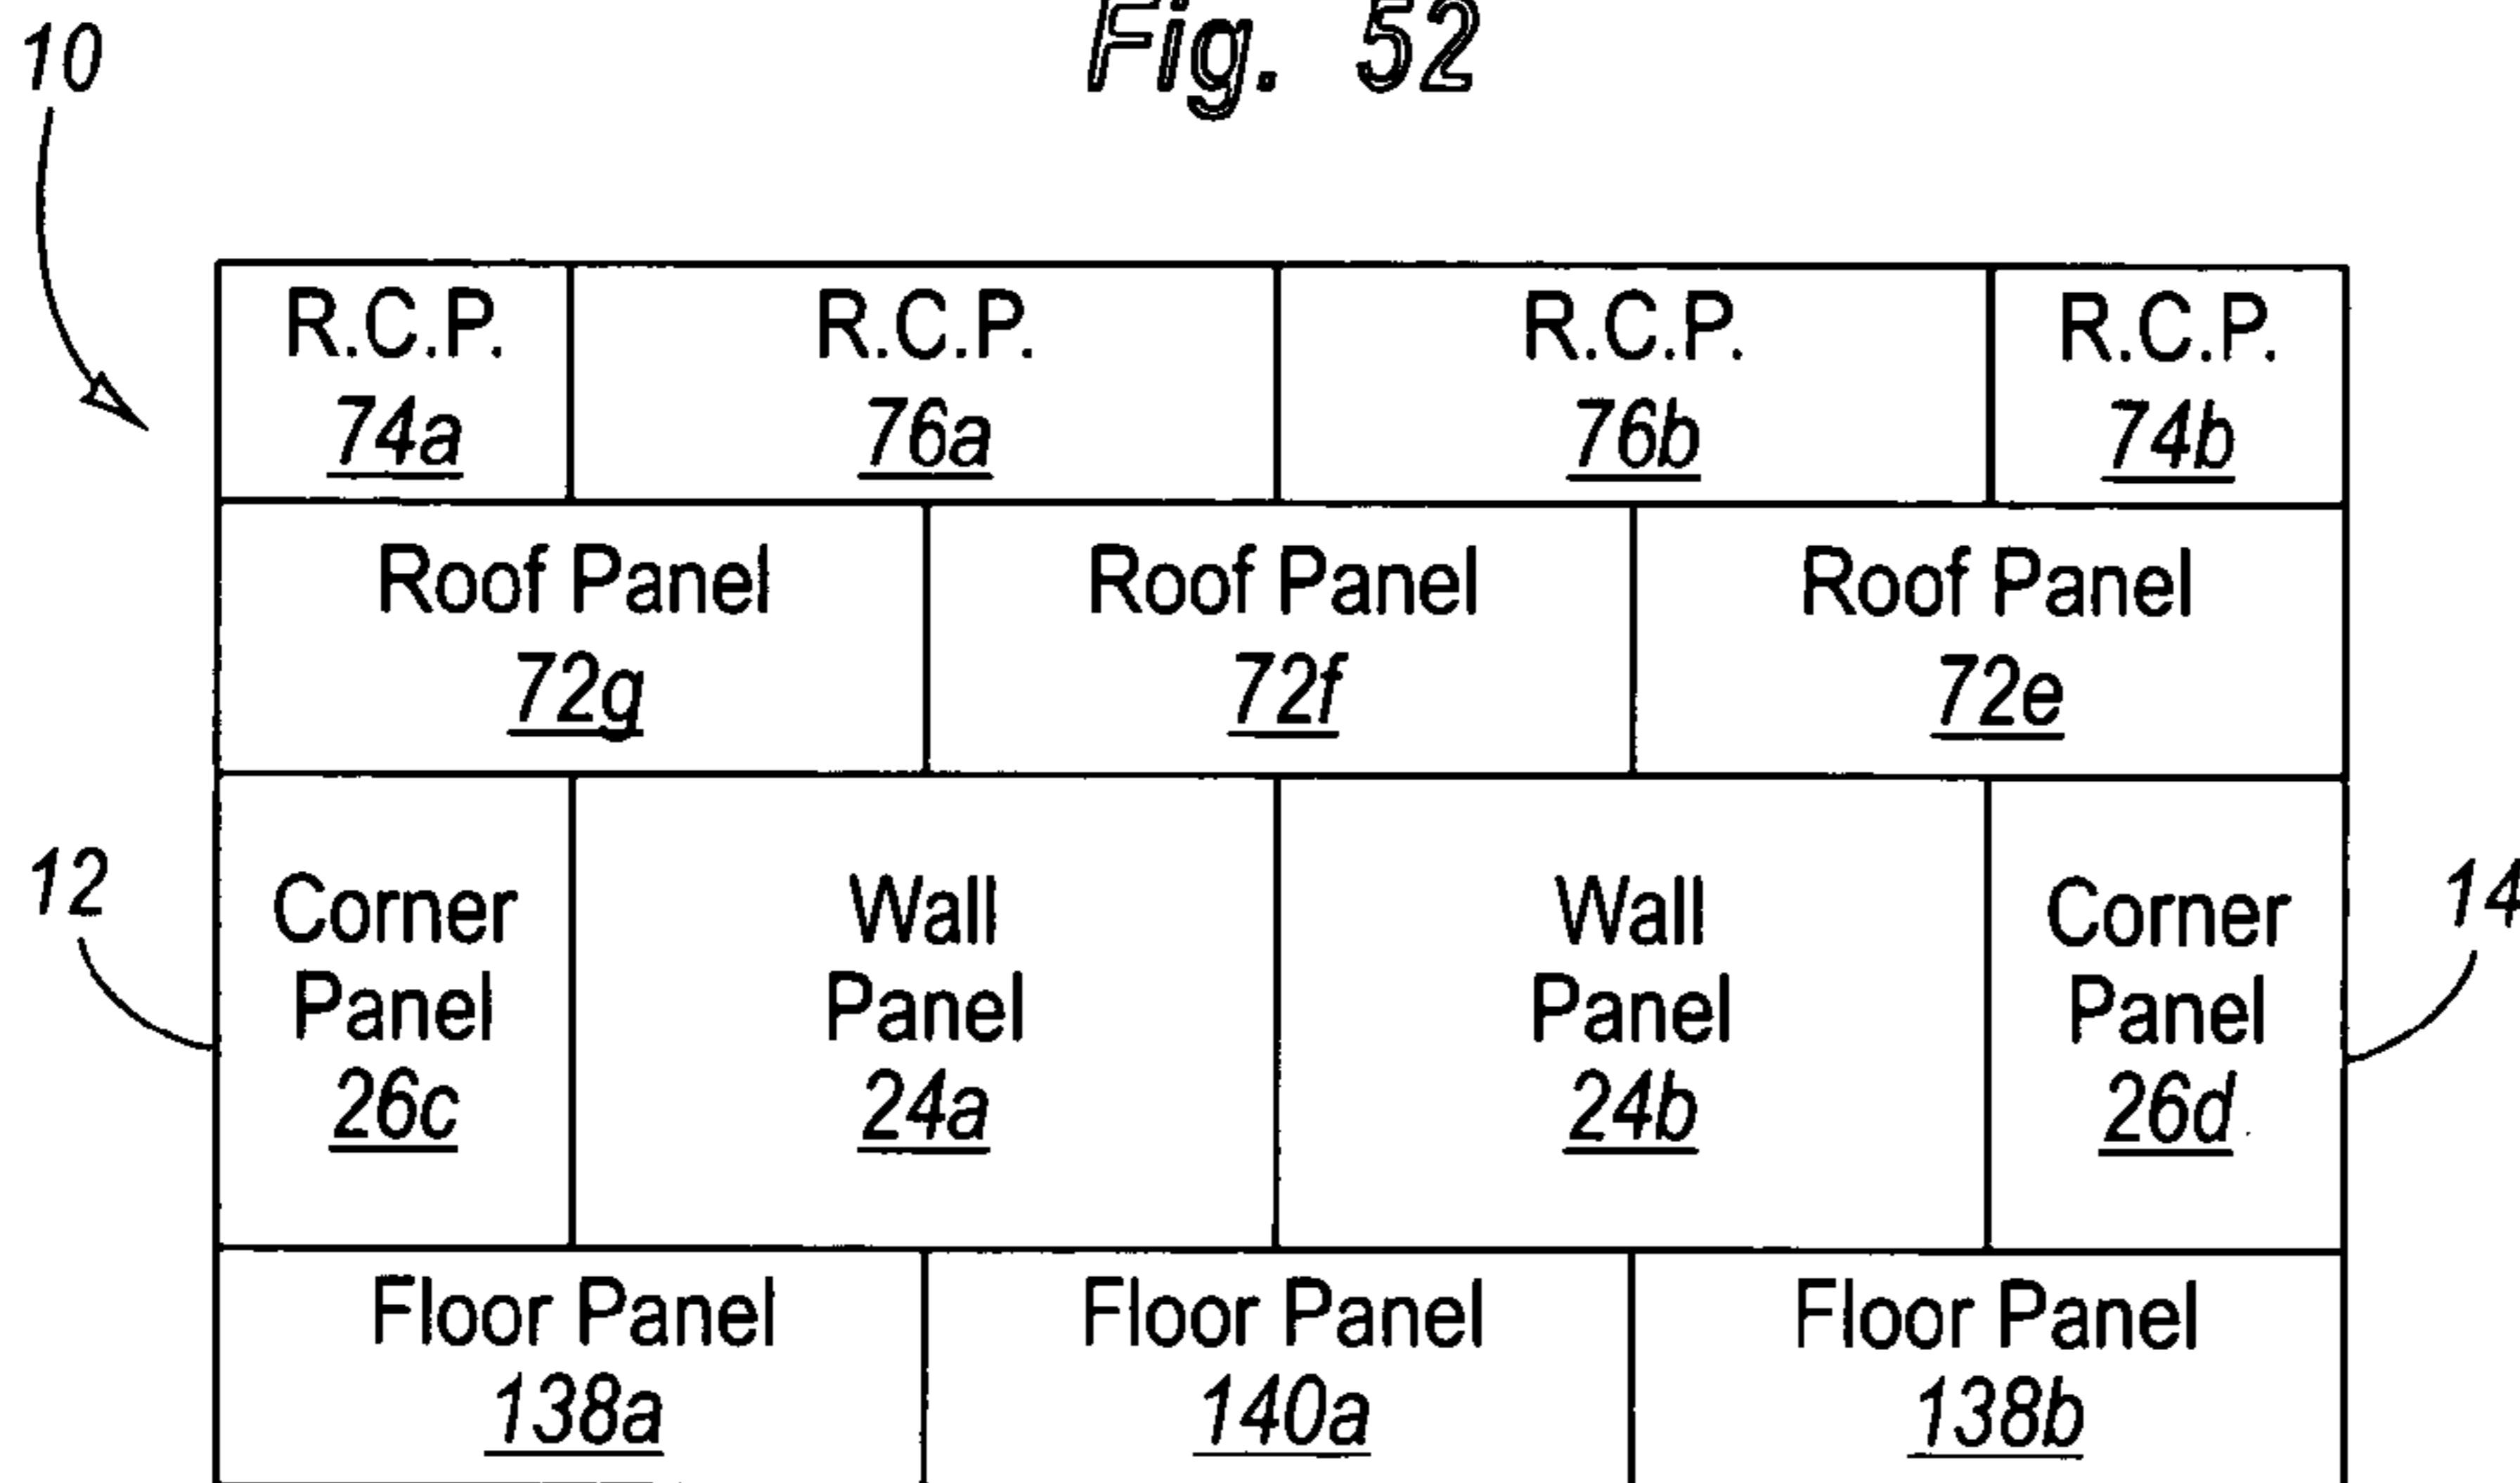 Fig. 52
10
R.C.P. R.C.P. R.C.P. R.C.P.
74a 76a 76b 74b
Roof Panel Roof Panel Roof Panel
72g 72f 72e
12
14
Corner Wall Wall Corner
Panel Panel Panel Panel
26c 24a 24b 26d
Floor Panel Floor Panel Floor Panel
138a 140a 138b